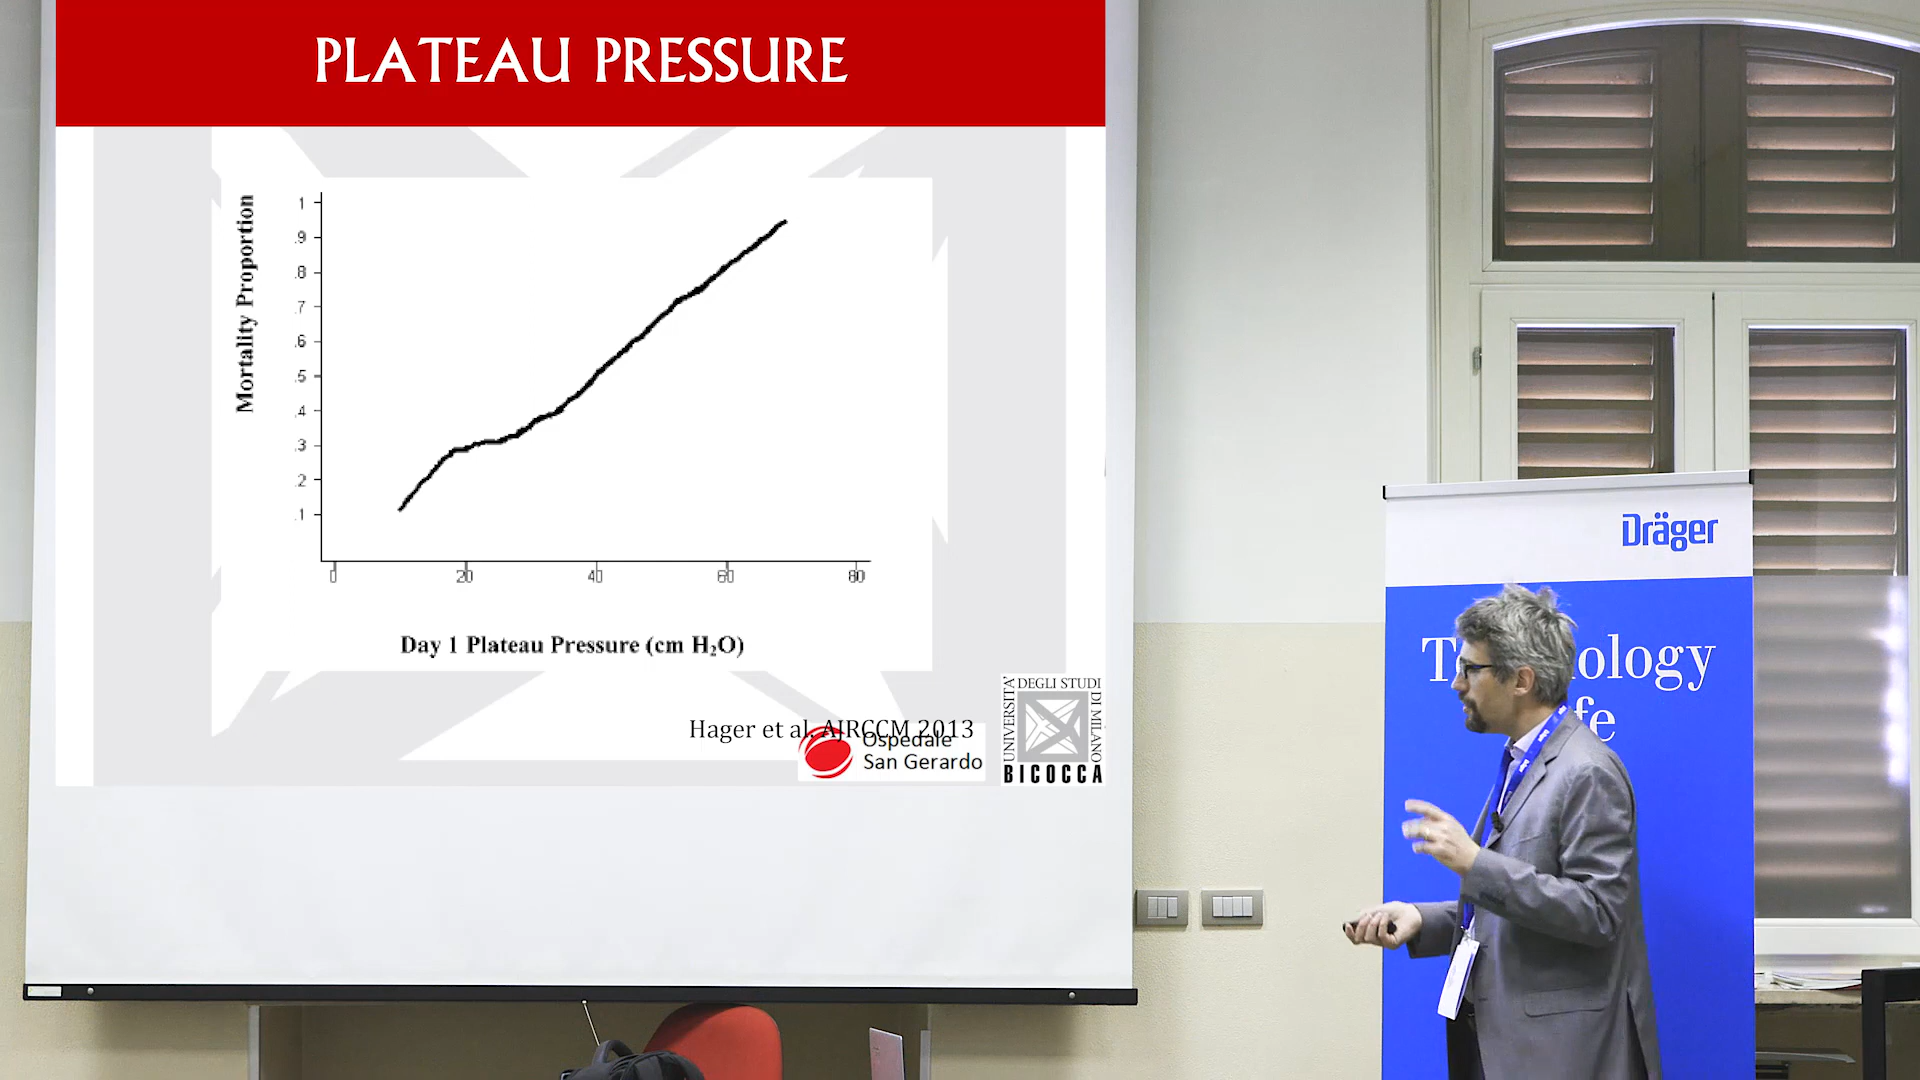 PLATEAU PRESSURE
Mortality Proportion
1
.9
.8
.7
.6
.5
.4
.3
.2
.1
0
20
40
60
80
Day 1 Plateau Pressure (cm H₂O)
Hager et al, AJRCCM 2013
Ospedale
San Gerardo
UNIVERSITA' DEGLI STUDI DI MILANO
BICOCCA
Dräger